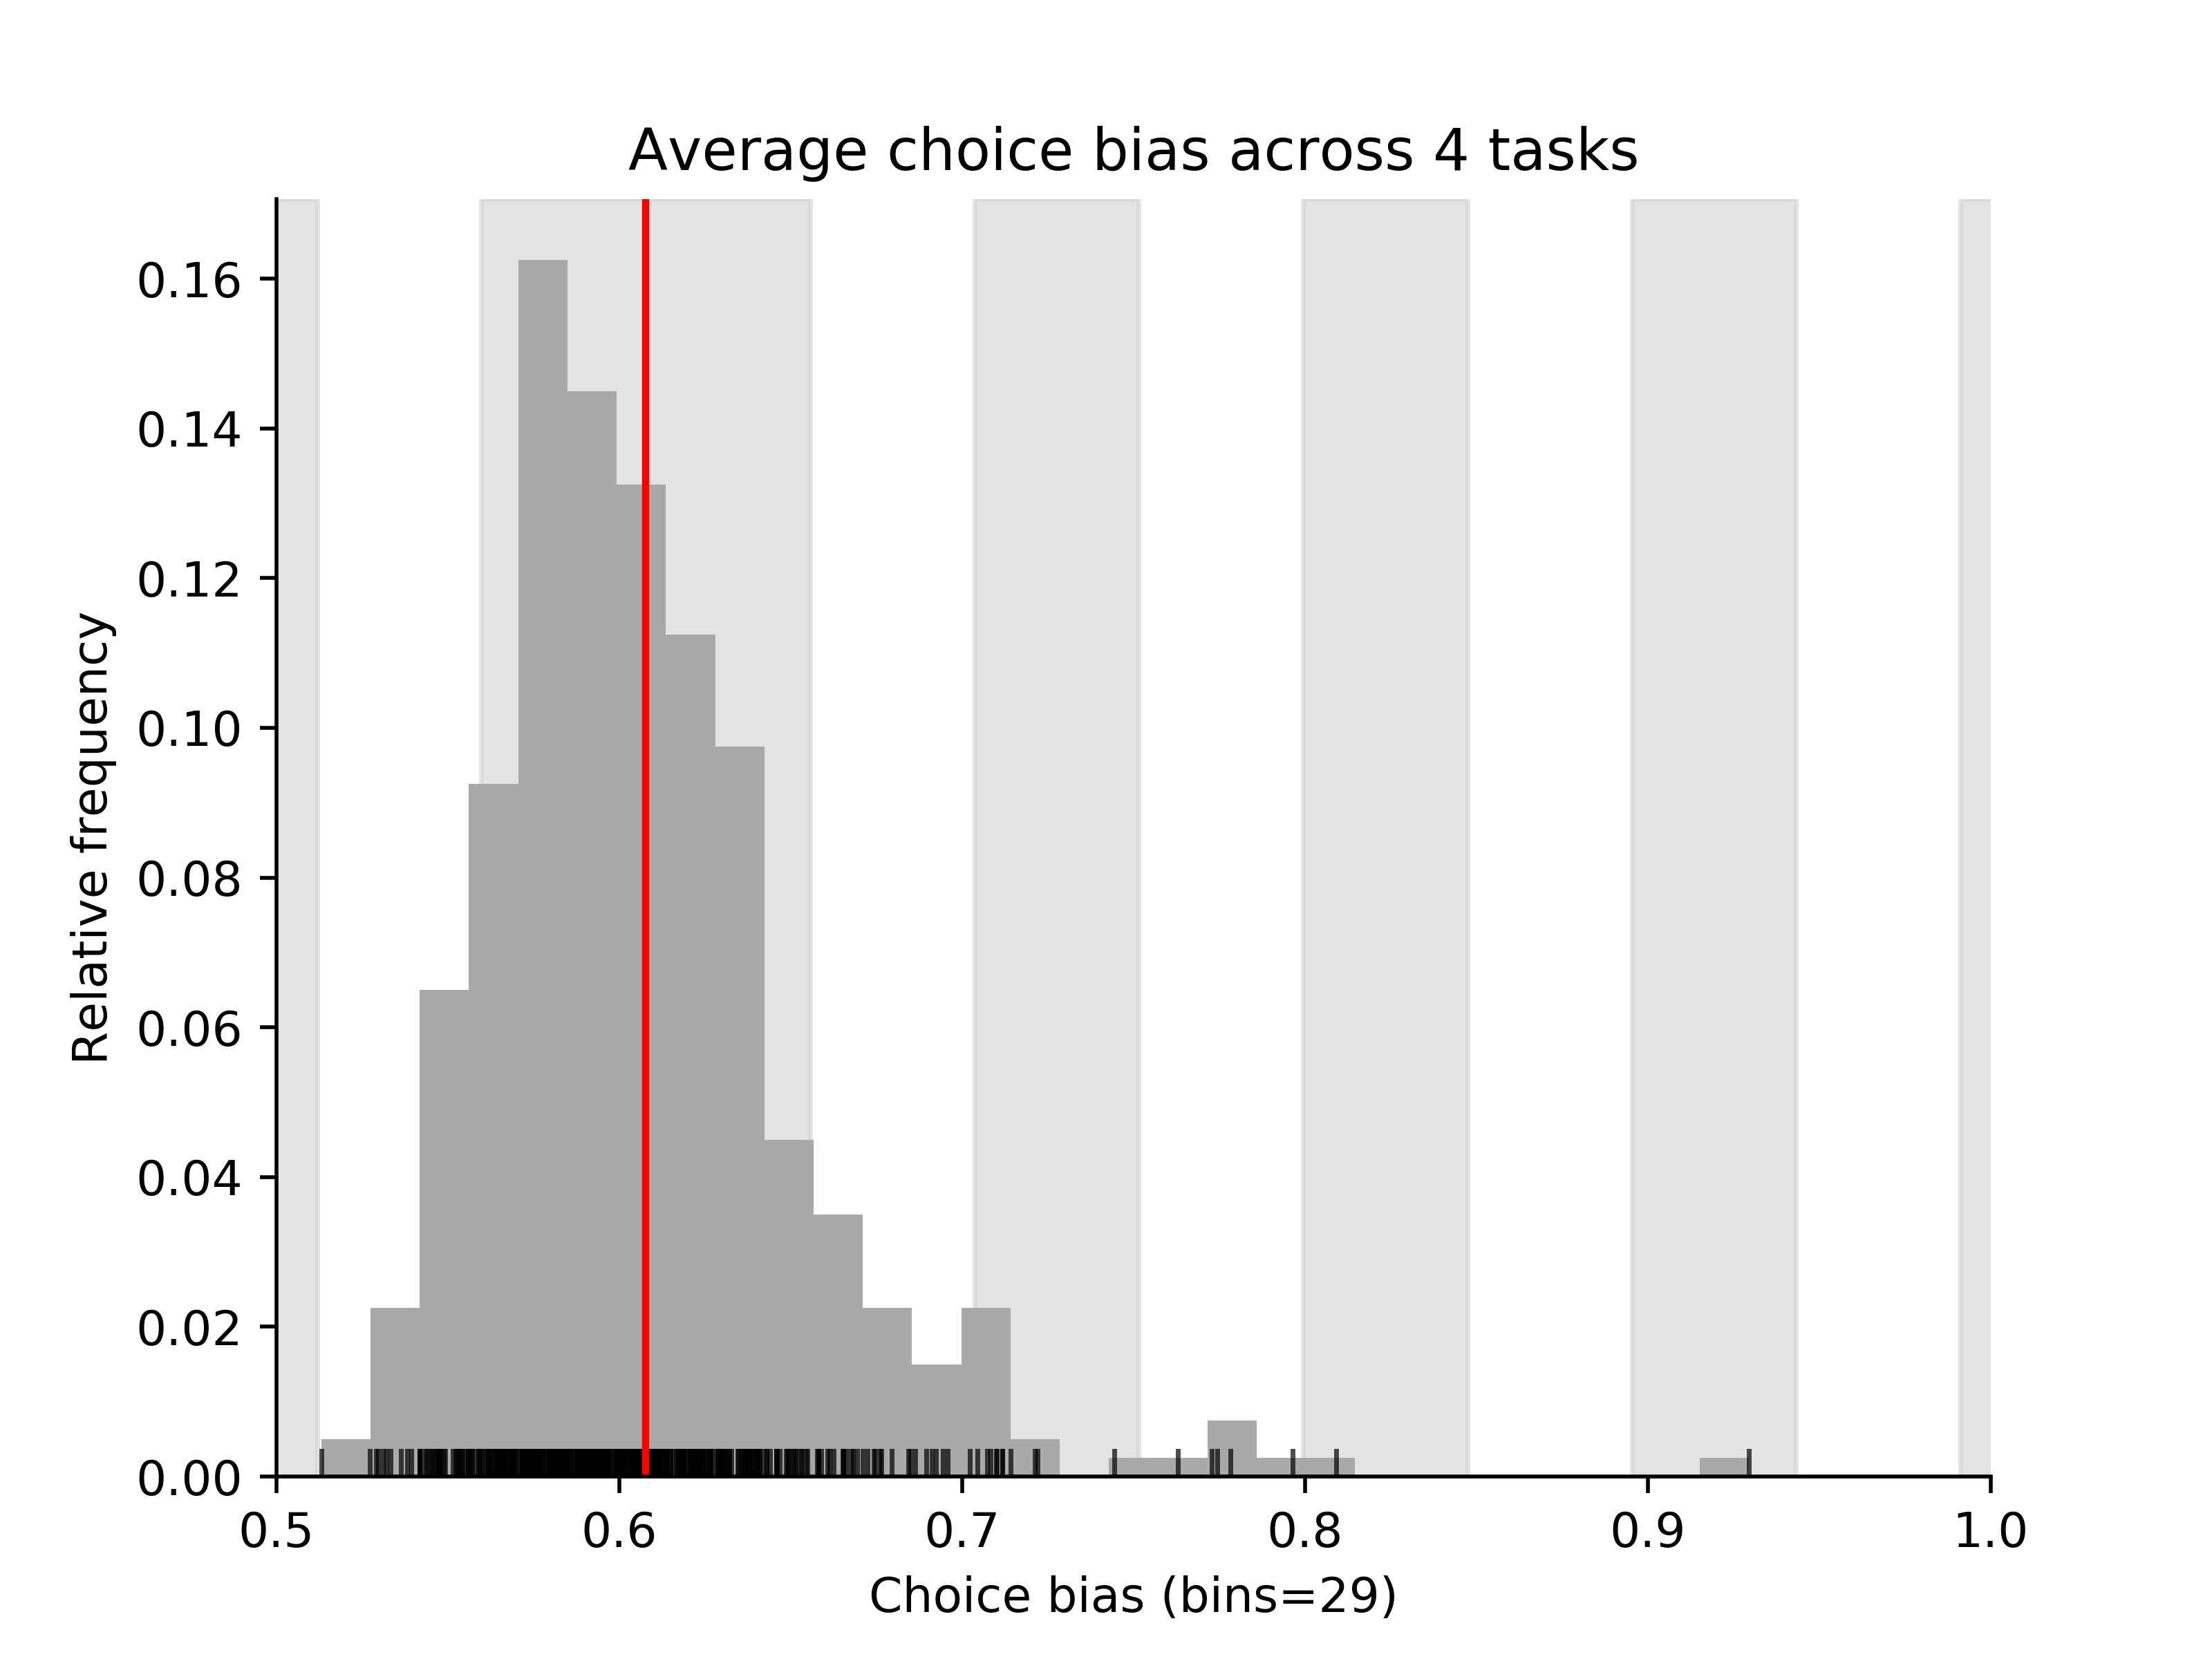 Average choice bias across 4 tasks
Relative frequency
0.16
0.14
0.12
0.10
0.08
0.06
0.04
0.02
0.00
0.5 0.6 0.7 0.8 0.9 1.0
Choice bias (bins=29)